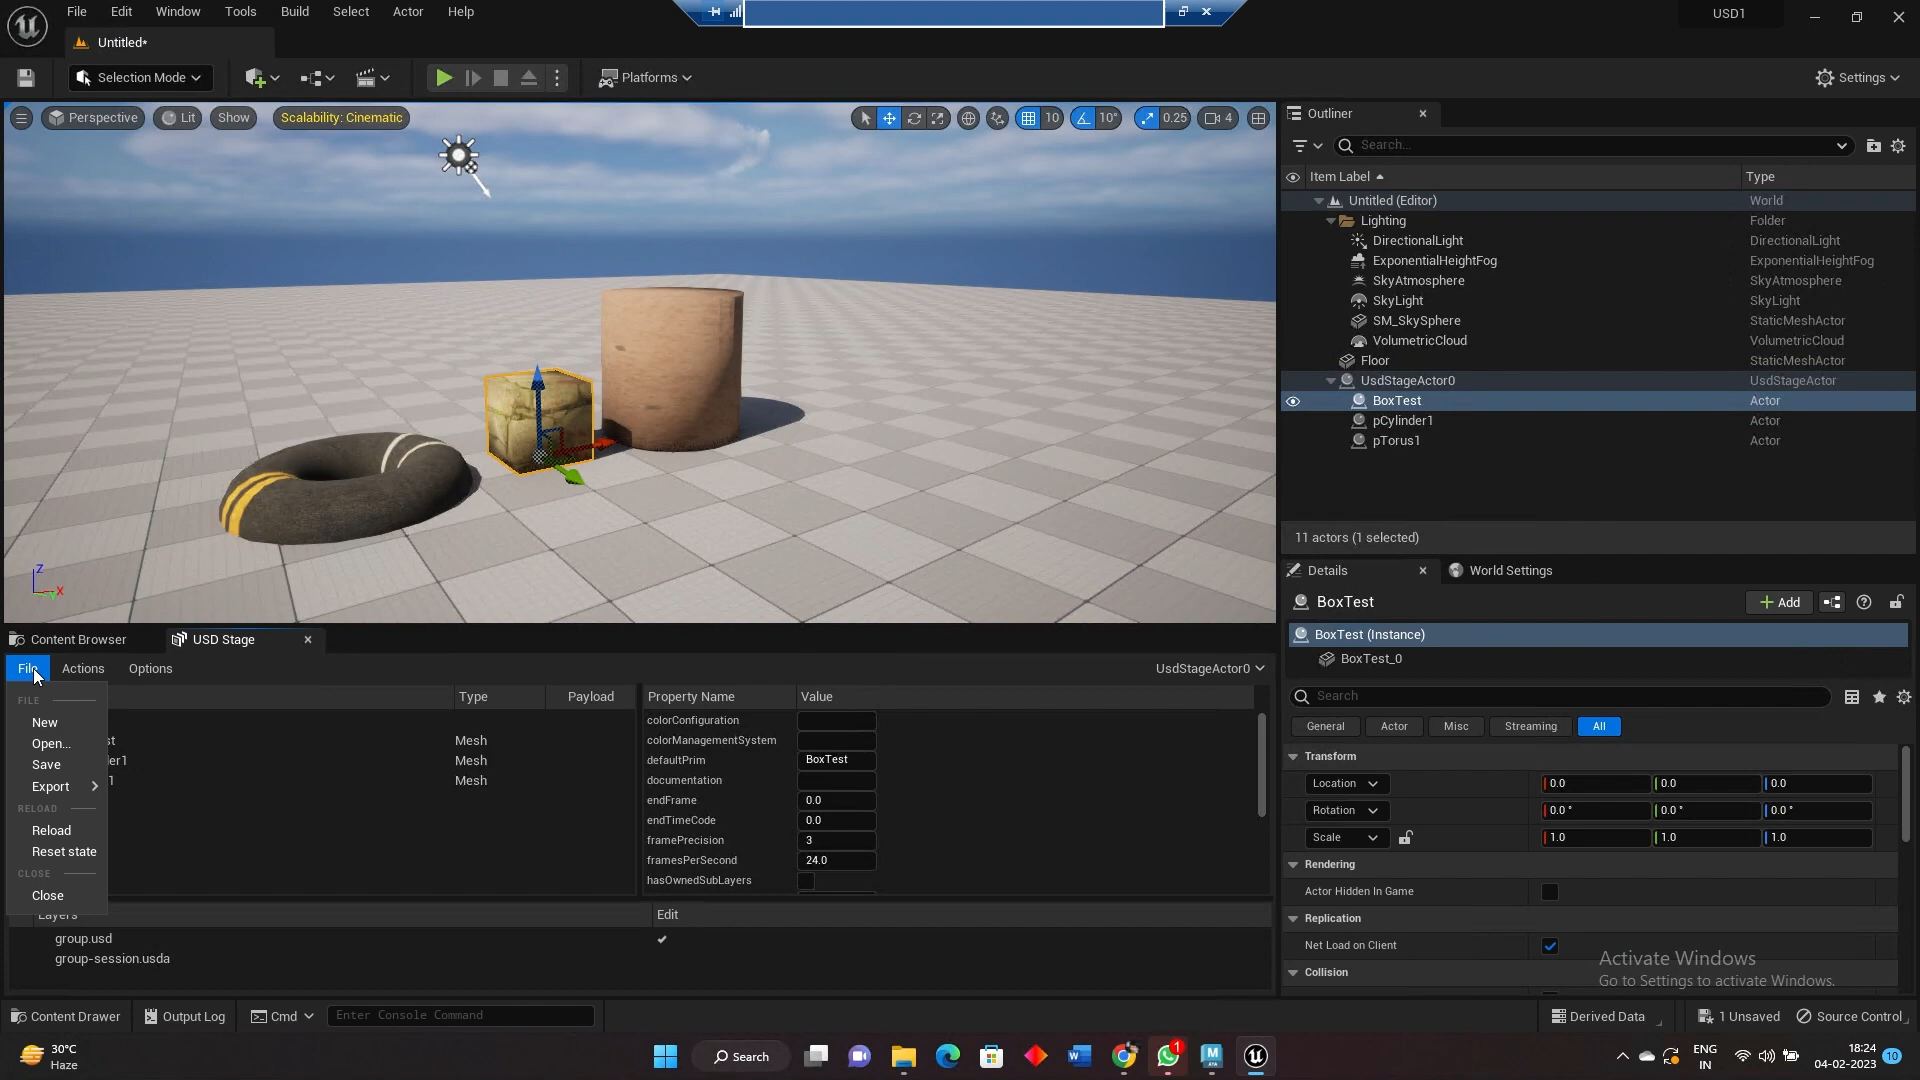 File Edit Window Tools Build Select Actor Help
USD1
Untitled*
Selection Mode
Platforms
Settings
Perspective Lit Show Scalability: Cinematic
10 10° 0.25 4
Z
X
Y
Outliner
Search...
Item Label Type
Untitled (Editor) World
Lighting Folder
DirectionalLight DirectionalLight
ExponentialHeightFog ExponentialHeightFog
SkyAtmosphere SkyAtmosphere
SkyLight SkyLight
SM_SkySphere StaticMeshActor
VolumetricCloud VolumetricCloud
Floor StaticMeshActor
UsdStageActor0 UsdStageActor
BoxTest Actor
pCylinder1 Actor
pTorus1 Actor
11 actors (1 selected)
Details World Settings
BoxTest
Add
BoxTest (Instance)
BoxTest_0
Search
General Actor Misc Streaming All
Transform
Location 0.0 0.0 0.0
Rotation 0.0° 0.0° 0.0°
Scale 1.0 1.0 1.0
Rendering
Actor Hidden In Game
Replication
Net Load on Client
Collision
Activate Windows
Go to Settings to activate Windows.
Content Browser USD Stage
File Actions Options UsdStageActor0
Type Payload Property Name Value
FILE
New
Open...
Save
Export
RELOAD
Reload
Reset state
CLOSE
Close
Mesh
Mesh
Mesh
colorConfiguration
colorManagementSystem
defaultPrim BoxTest
documentation
endFrame 0.0
endTimeCode 0.0
framePrecision 3
framesPerSecond 24.0
hasOwnedSubLayers
Layers Edit
group.usd
group-session.usda
Content Drawer Output Log Cmd Enter Console Command
Derived Data 1 Unsaved Source Control
30°C
Haze
Search
1
ENG
IN
18:24
04-02-2023
10